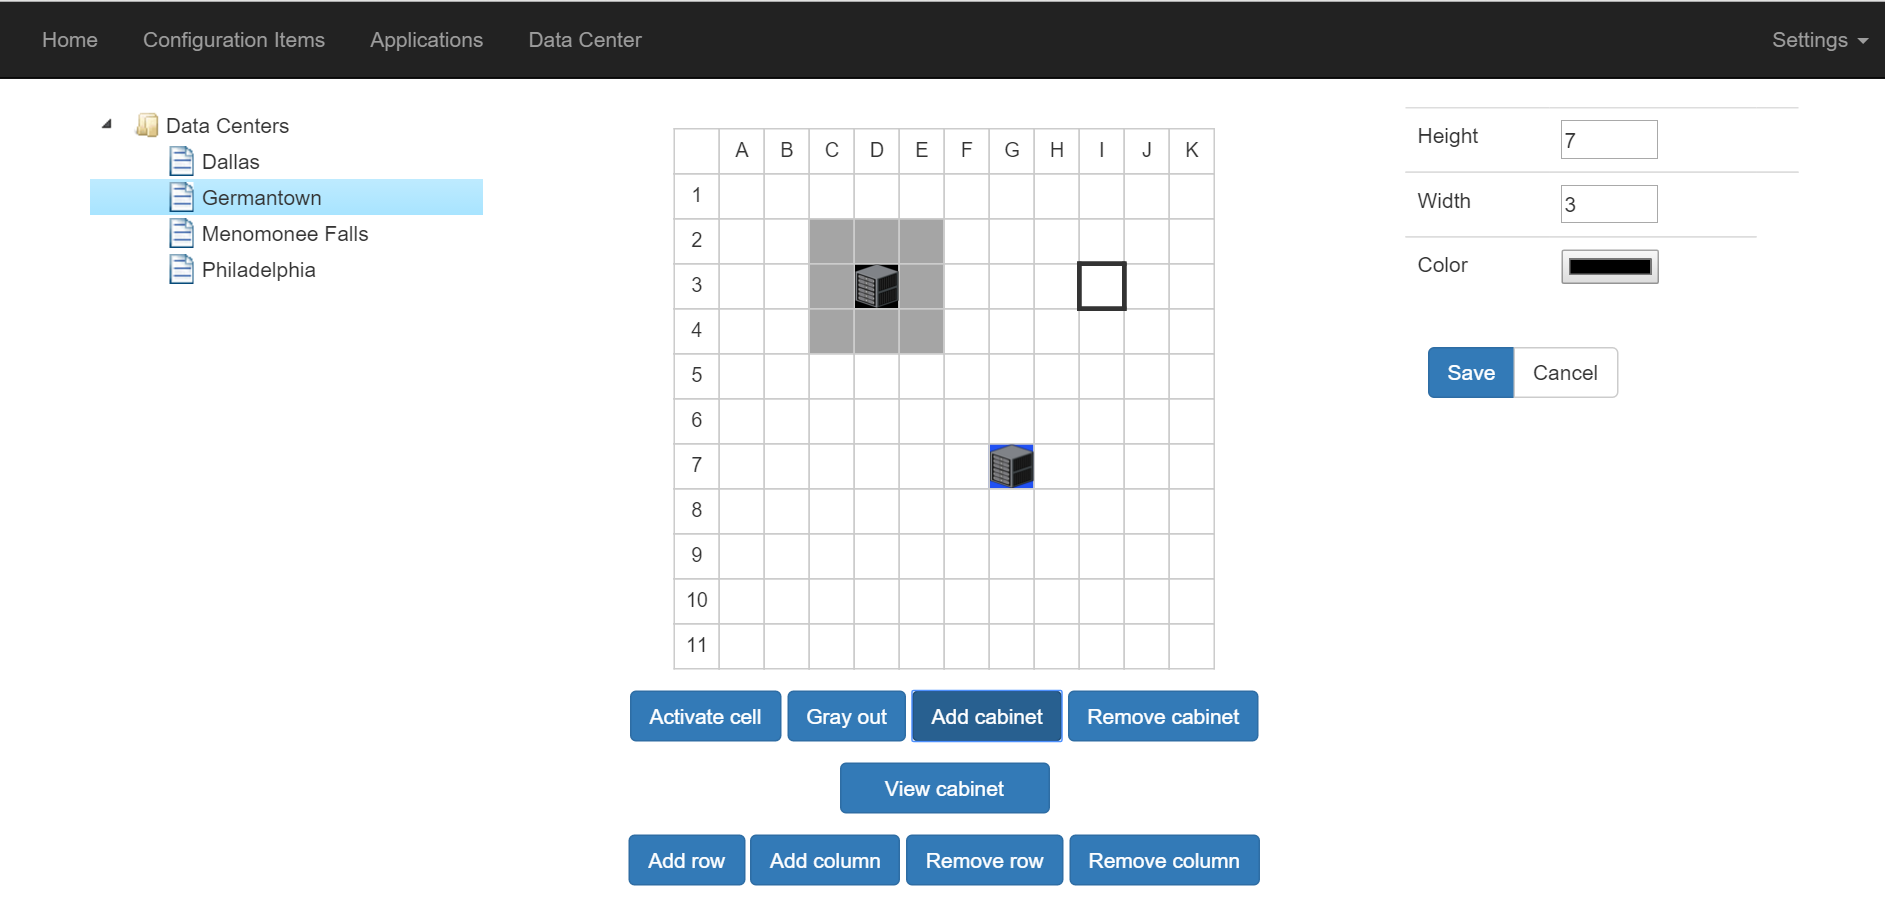 Home Configuration Items Applications Data Center Settings
Data Centers
Dallas
Germantown
Menomonee Falls
Philadelphia
A B C D E F G H I J K
1
2
3
4
5
6
7
8
9
10
11
Activate cell Gray out Add cabinet Remove cabinet
View cabinet
Add row Add column Remove row Remove column
Height 7
Width 3
Color
Save Cancel